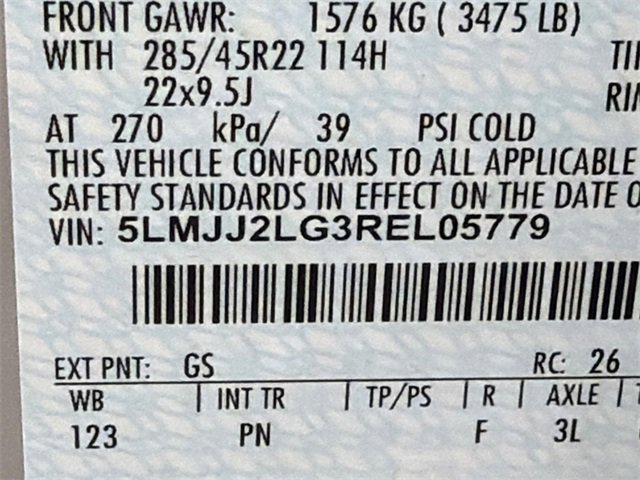 FRONT GAWR: 1576 KG ( 3475 LB)
WITH 285/45R22 114H
22x9.5J
AT 270 kPa/ 39 PSI COLD
THIS VEHICLE CONFORMS TO ALL APPLICABLE
SAFETY STANDARDS IN EFFECT ON THE DATE
VIN: 5LMJJ2LG3REL05779
EXT PNT: GS RC: 26
WB | INT TR | TP/PS | R | AXLE |
123 PN F 3L